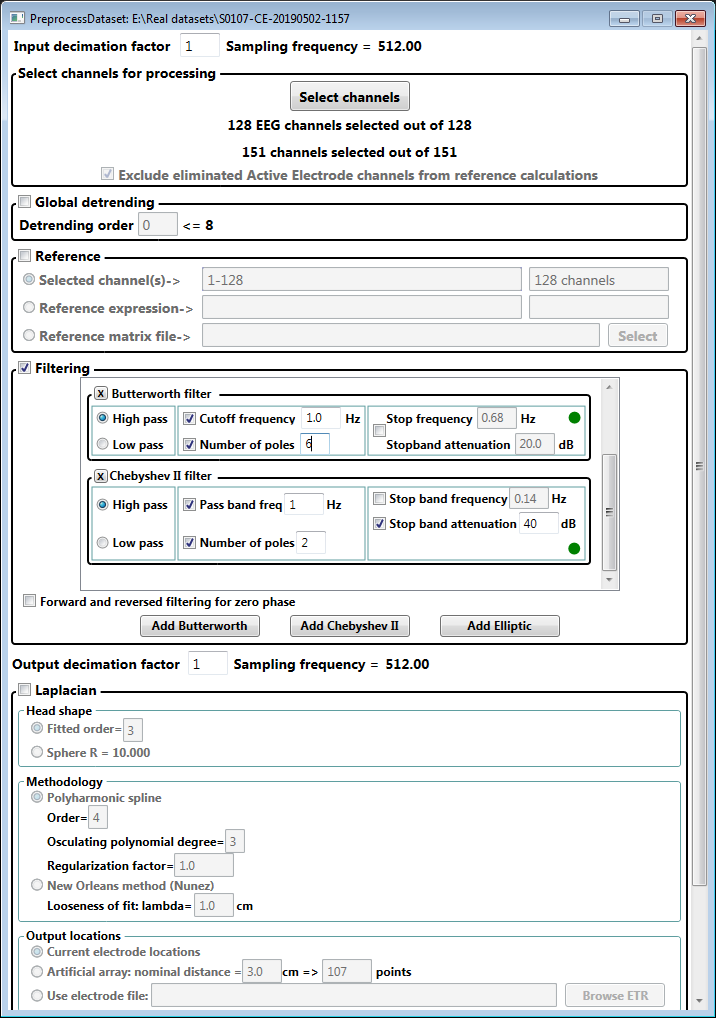 PreprocessDataset: E:\Real datasets\S0107-CE-20190502-1157
Input decimation factor 1 Sampling frequency = 512.00
Select channels for processing
Select channels
128 EEG channels selected out of 128
151 channels selected out of 151
Exclude eliminated Active Electrode channels from reference calculations
Global detrending
Detrending order 0 <= 8
Reference
Selected channel(s)-> 1-128 128 channels
Reference expression->
Reference matrix file-> Select
Filtering
X Butterworth filter
High pass Cutoff frequency 1.0 Hz Stop frequency 0.68 Hz
Low pass Number of poles 6 Stopband attenuation 20.0 dB
X Chebyshev II filter
High pass Pass band freq 1 Hz Stop band frequency 0.14 Hz
Stop band attenuation 40 dB
Low pass Number of poles 2
Forward and reversed filtering for zero phase
Add Butterworth Add Chebyshev II Add Elliptic
Output decimation factor 1 Sampling frequency = 512.00
Laplacian
Head shape
Fitted order= 3
Sphere R = 10.000
Methodology
Polyharmonic spline
Order= 4
Osculating polynomial degree= 3
Regularization factor= 1.0
New Orleans method (Nunez)
Looseness of fit: lambda= 1.0 cm
Output locations
Current electrode locations
Artificial array: nominal distance = 3.0 cm => 107 points
Use electrode file: Browse ETR